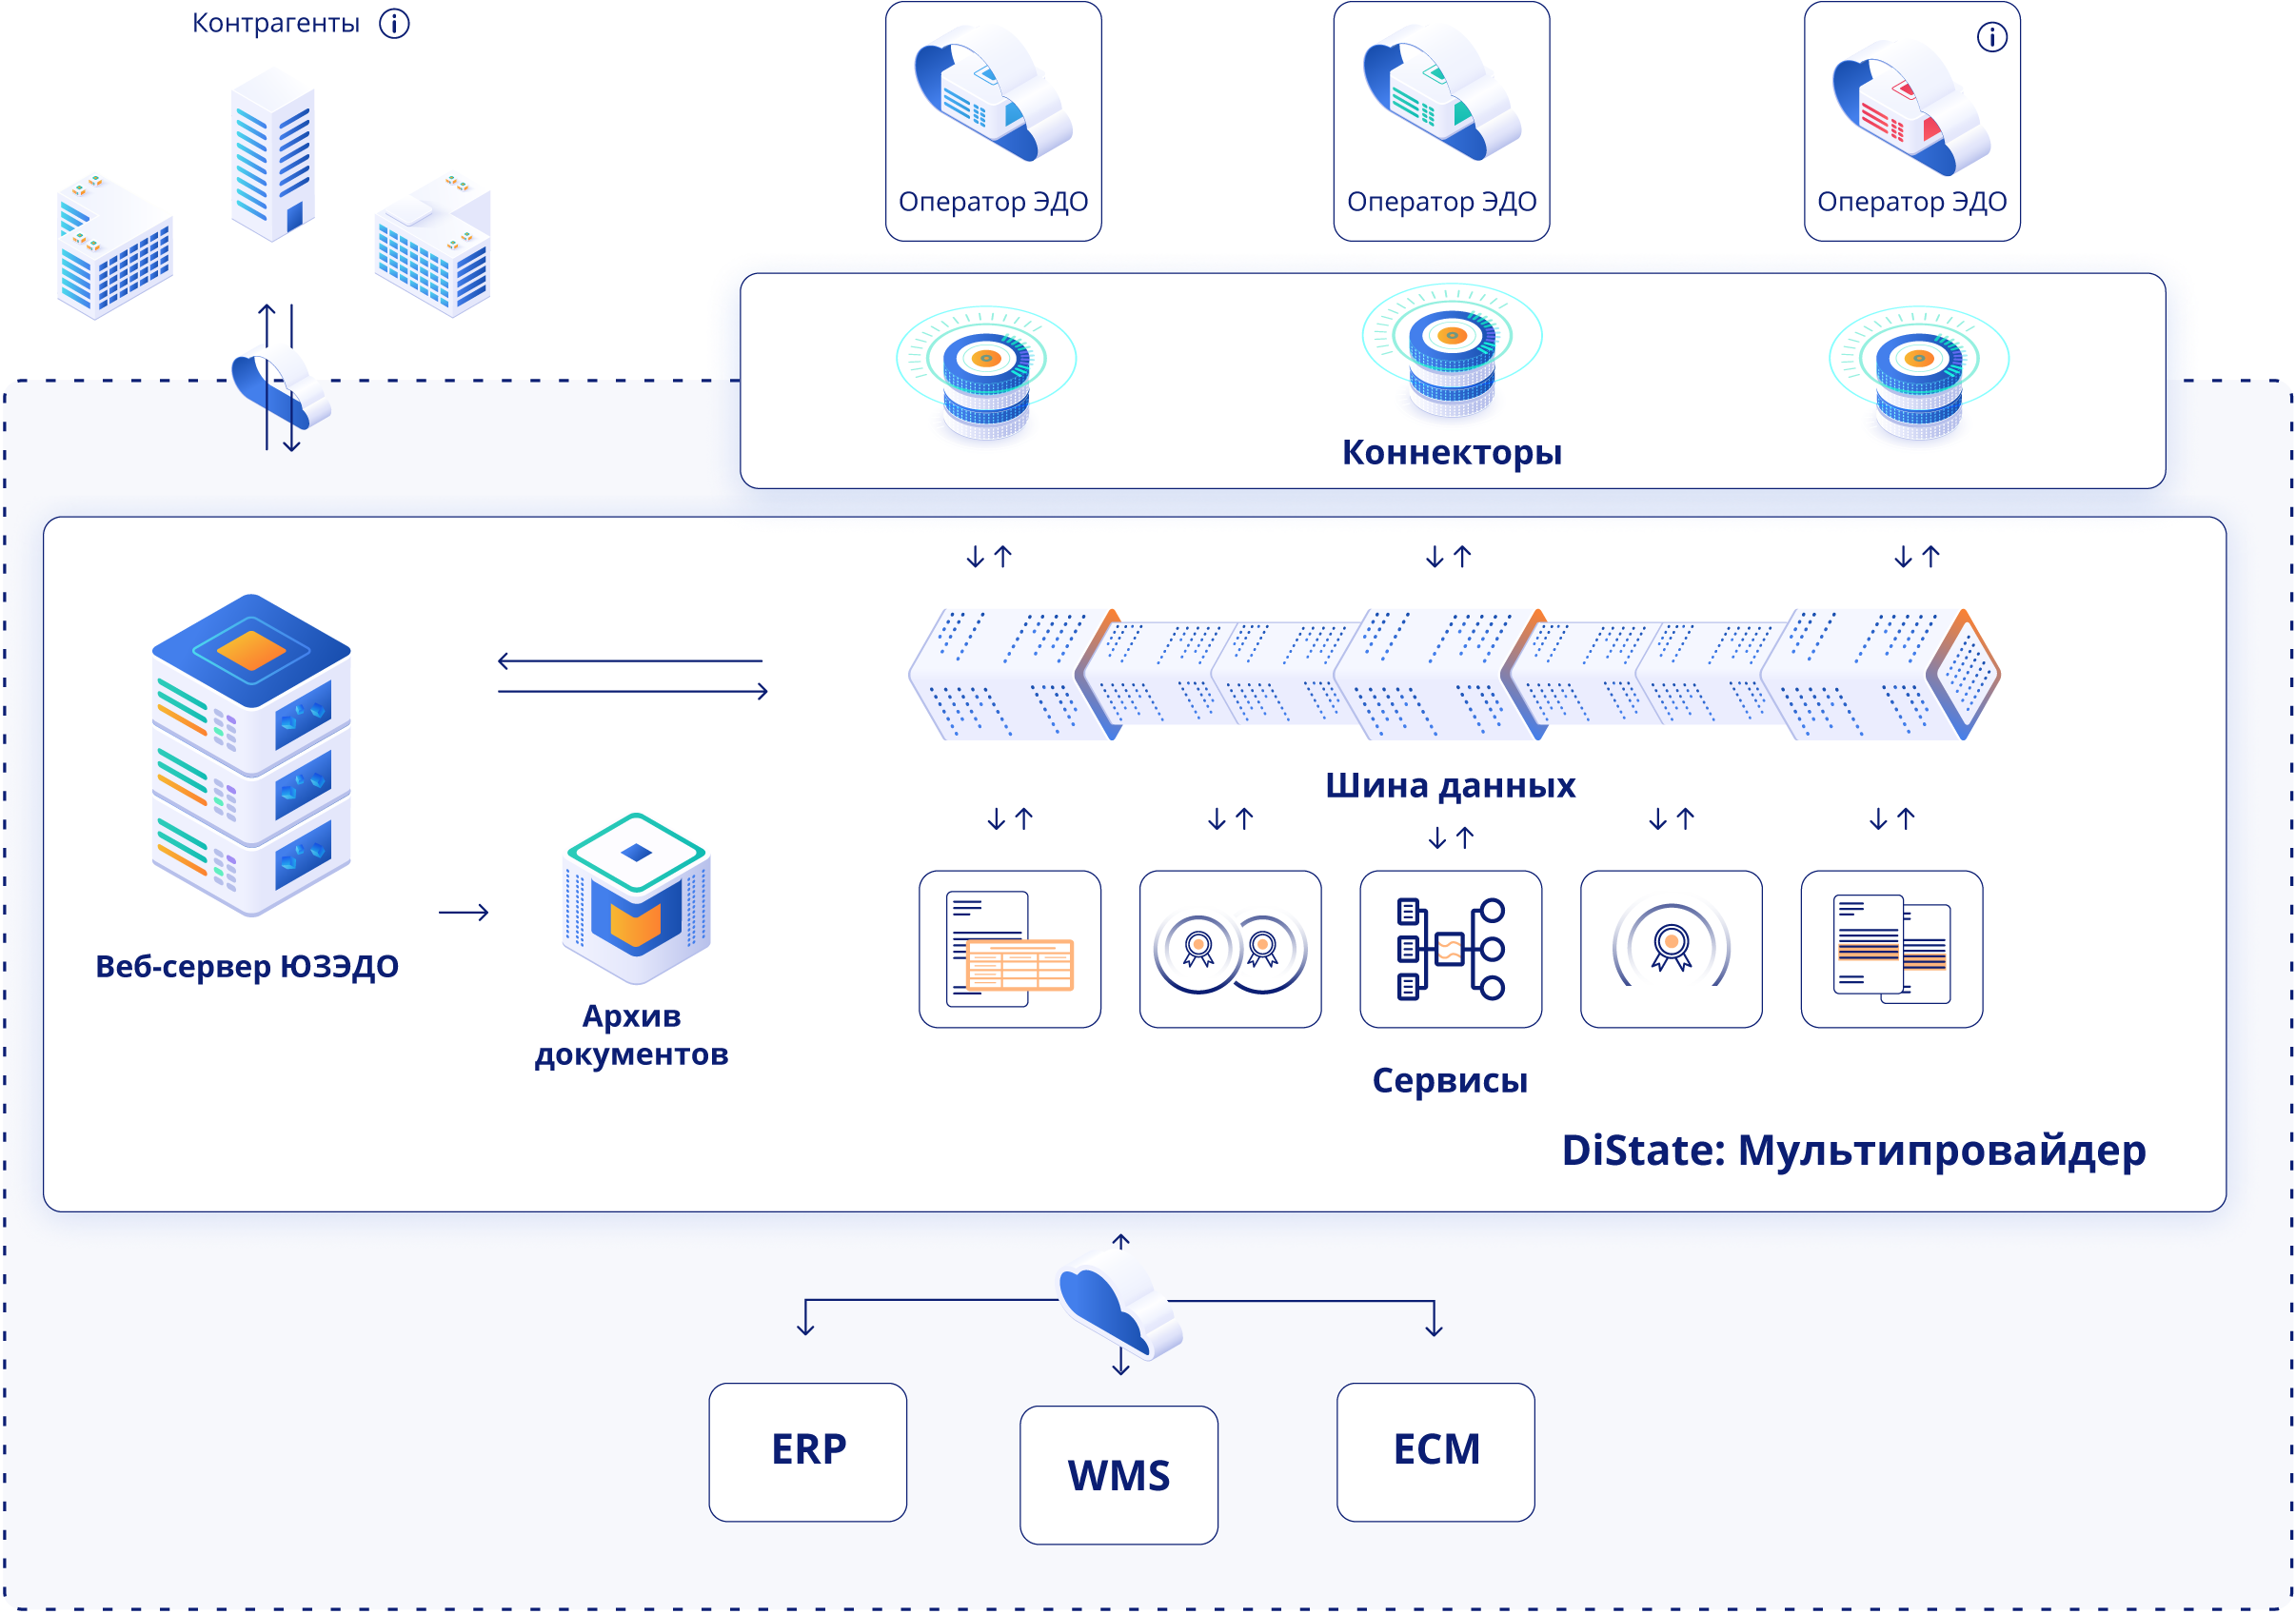 Контрагенты
Оператор ЭДО
Оператор ЭДО
Оператор ЭДО
Коннекторы
Шина данных
Веб-сервер ЮЗЭДО
Архив
документов
Сервисы
DiState: Мультипровайдер
ERP
WMS
ECM